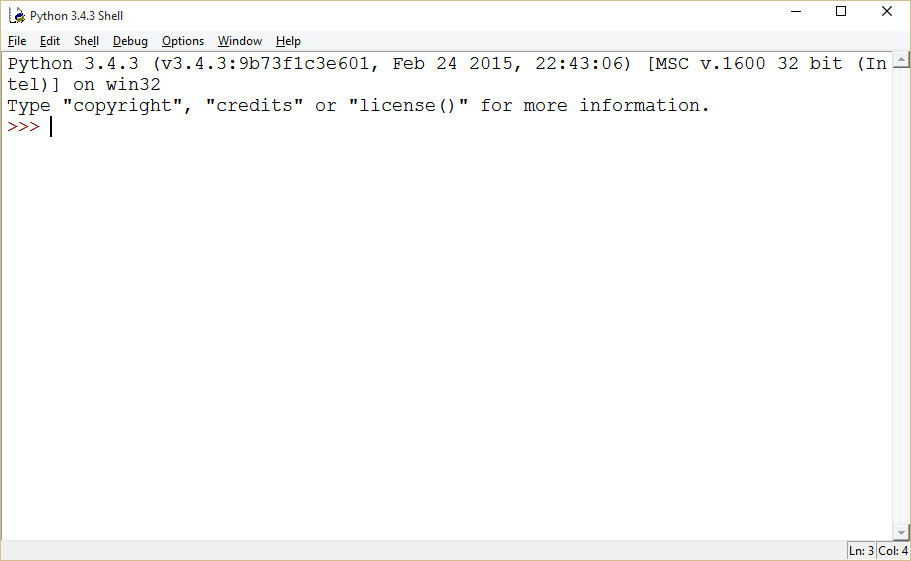 Python 3.4.3 Shell
File Edit Shell Debug Options Window Help
Python 3.4.3 (v3.4.3:9b73f1c3e601, Feb 24 2015, 22:43:06) [MSC v.1600 32 bit (In
tel)] on win32
Type "copyright", "credits" or "license()" for more information.
>>>
Ln: 3 Col: 4